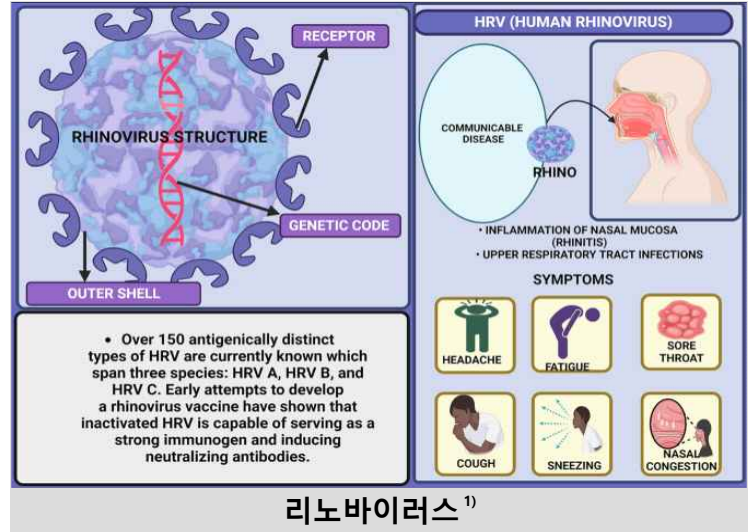 RECEPTOR
RHINOVIRUS STRUCTURE
GENETIC CODE
OUTER SHELL
• Over 150 antigenically distinct
types of HRV are currently known which
span three species: HRV A, HRV B, and
HRV C. Early attempts to develop
a rhinovirus vaccine have shown that
inactivated HRV is capable of serving as a
strong immunogen and inducing
neutralizing antibodies.
HRV (HUMAN RHINOVIRUS)
COMMUNICABLE
DISEASE
RHINO
• INFLAMMATION OF NASAL MUCOSA
(RHINITIS)
• UPPER RESPIRATORY TRACT INFECTIONS
SYMPTOMS
HEADACHE
FATIGUE
SORE
THROAT
COUGH
SNEEZING
NASAL
CONGESTION
리노바이러스 1)